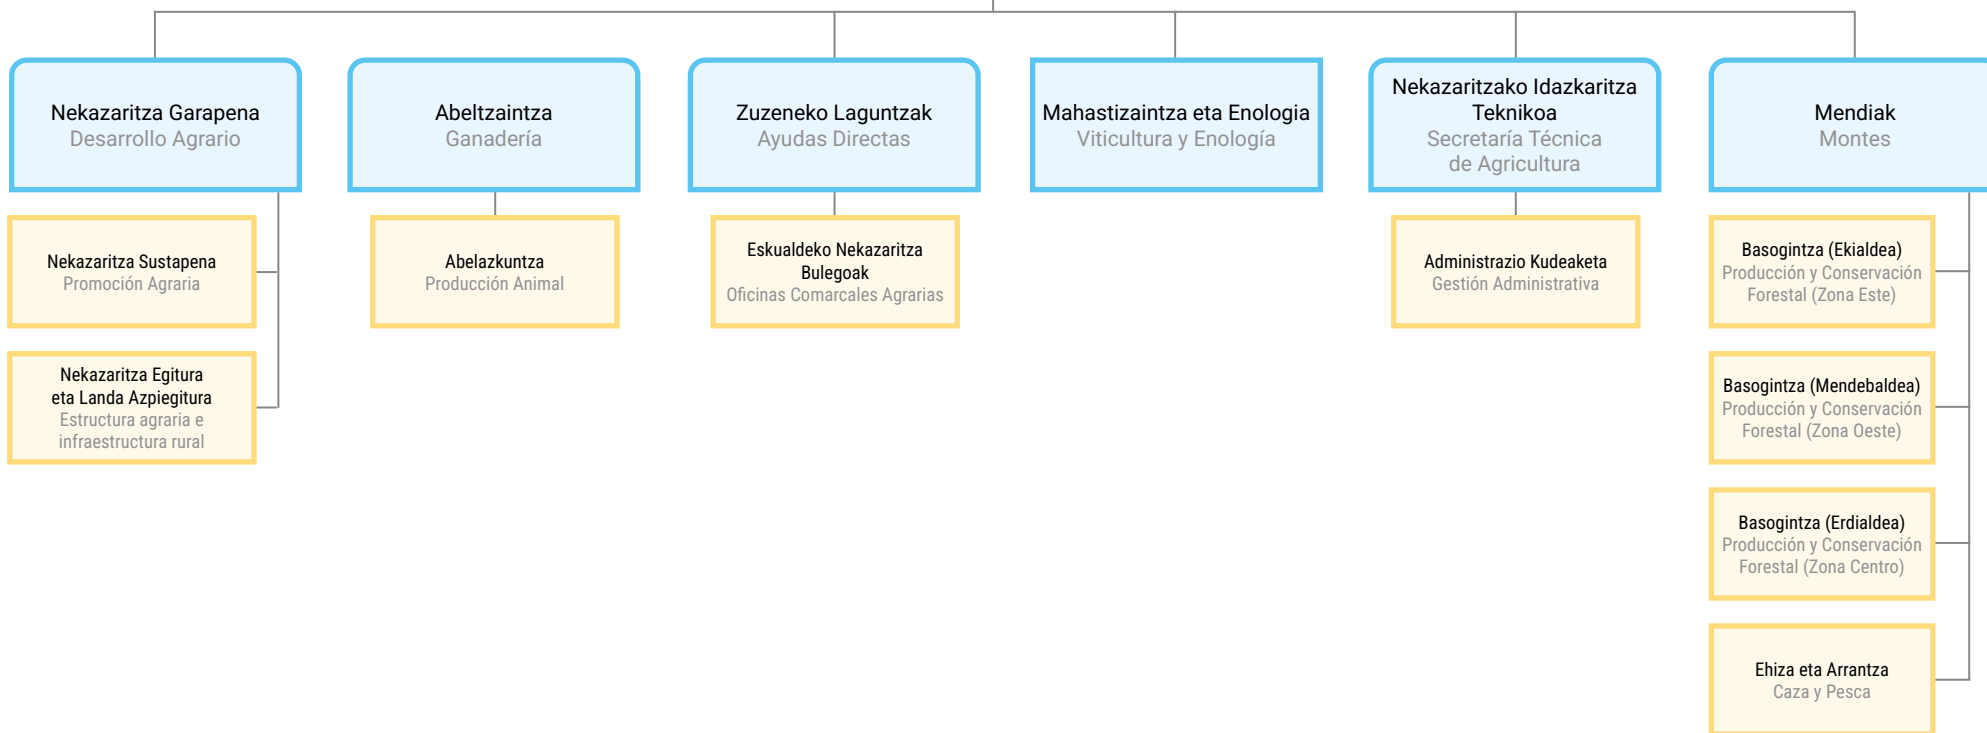 Nekazaritza Garapena
Desarrollo Agrario
Abeltzaintza
Ganadería
Zuzeneko Laguntzak
Ayudas Directas
Mahastizaintza eta Enologia
Viticultura y Enología
Nekazaritzako Idazkaritza
Teknikoa
Secretaría Técnica
de Agricultura
Mendiak
Montes
Nekazaritza Sustapena
Promoción Agraria
Nekazaritza Egitura
eta Landa Azpiegitura
Estructura agraria e
infraestructura rural
Abelazkuntza
Producción Animal
Eskualdeko Nekazaritza
Bulegoak
Oficinas Comarcales Agrarias
Administrazio Kudeaketa
Gestión Administrativa
Basogintza (Ekialdea)
Producción y Conservación
Forestal (Zona Este)
Basogintza (Mendebaldea)
Producción y Conservación
Forestal (Zona Oeste)
Basogintza (Erdialdea)
Producción y Conservación
Forestal (Zona Centro)
Ehiza eta Arrantza
Caza y Pesca